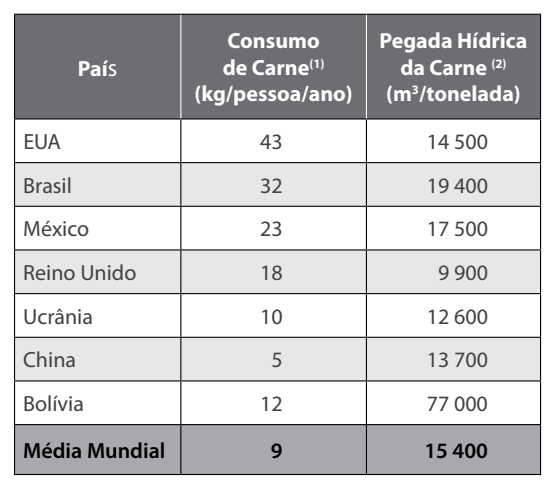 País
Consumo
de Carne(1)
(kg/pessoa/ano)
Pegada Hídrica
da Carne (2)
(m³/tonelada)
EUA 43 14 500
Brasil 32 19 400
México 23 17 500
Reino Unido 18 9 900
Ucrânia 10 12 600
China 5 13 700
Bolívia 12 77 000
Média Mundial 9 15 400